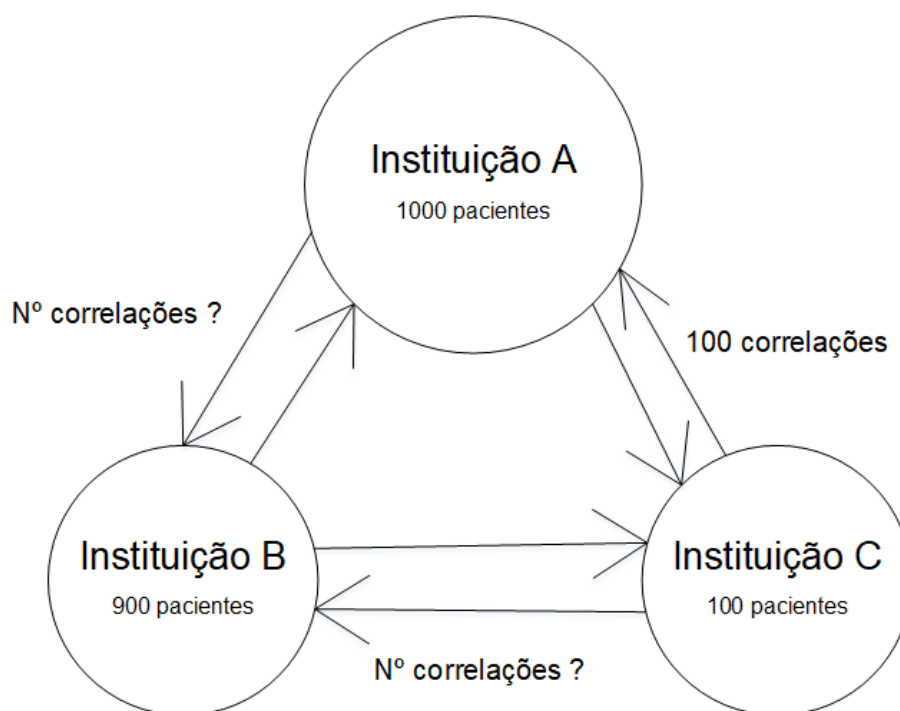 Instituição A
1000 pacientes
Nº correlações ?
100 correlações
Instituição B
900 pacientes
Instituição C
100 pacientes
Nº correlações ?